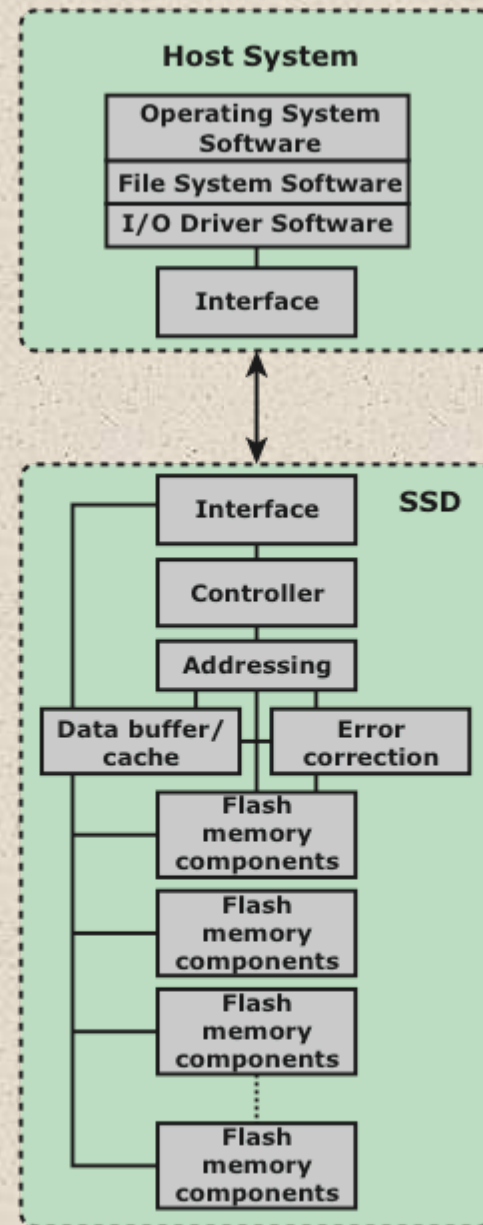 Host System
Operating System
Software
File System Software
I/O Driver Software
Interface
SSD
Interface
Controller
Addressing
Data buffer/
cache
Error
correction
Flash
memory
components
Flash
memory
components
Flash
memory
components
Flash
memory
components